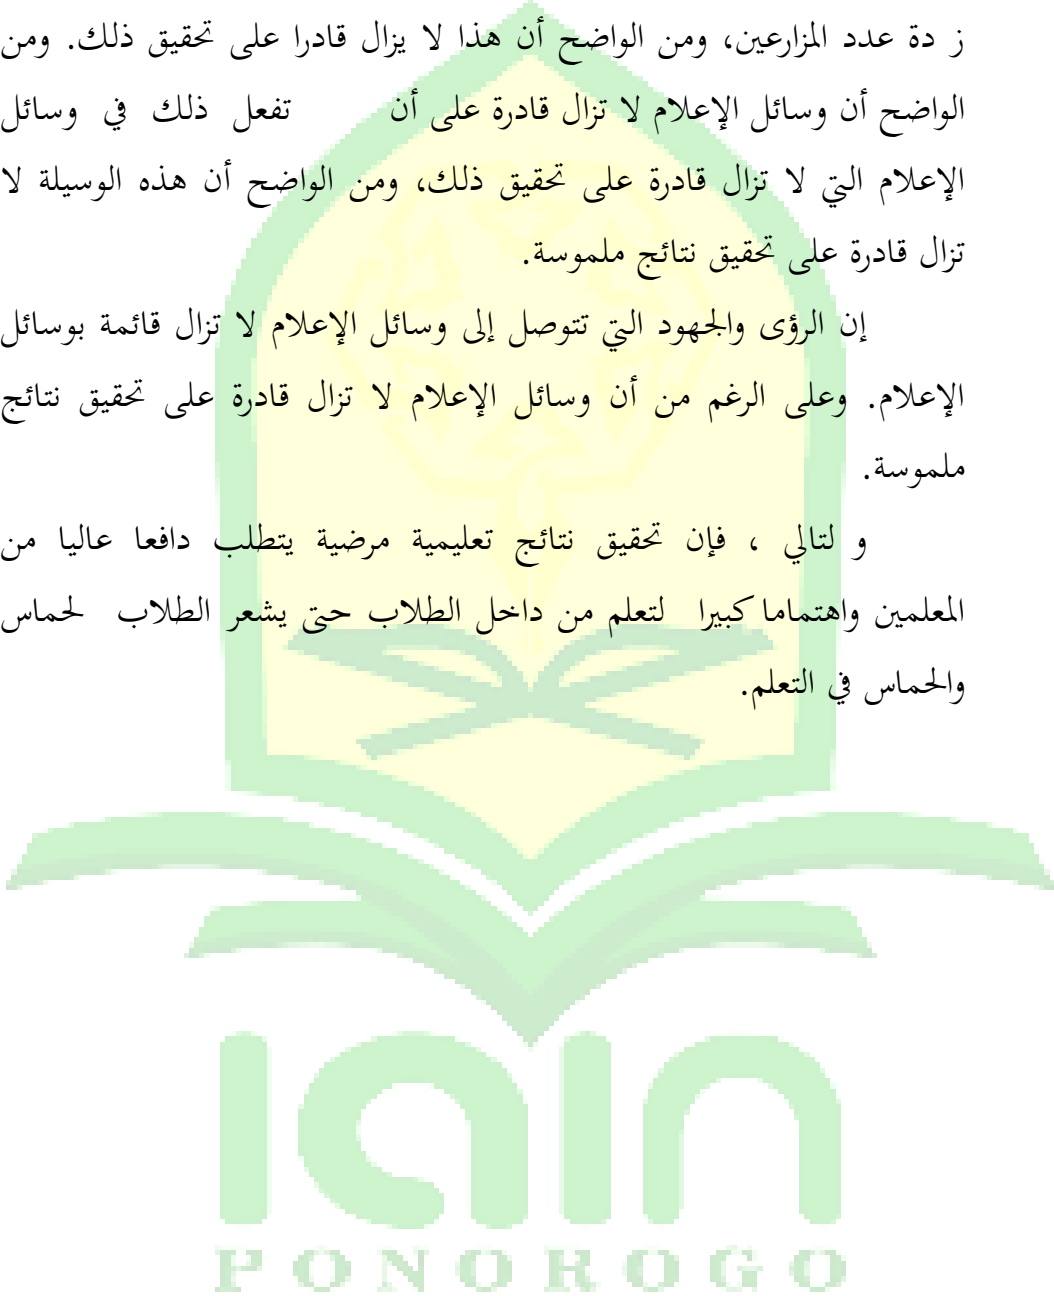 ز دة عدد المزارعين، ومن الواضح أن هذا لا يزال قادرا على تحقيق ذلك. ومن
الواضح أن وسائل الإعلام لا تزال قادرة على أن تفعل ذلك في وسائل
الإعلام التي لا تزال قادرة على تحقيق ذلك، ومن الواضح أن هذه الوسيلة لا
تزال قادرة على تحقيق نتائج ملموسة.
إن الرؤى والجهود التي تتوصل إلى وسائل الإعلام لا تزال قائمة بوسائل
الإعلام. وعلى الرغم من أن وسائل الإعلام لا تزال قادرة على تحقيق نتائج
ملموسة.
و لتالي ، فإن تحقيق نتائج تعليمية مرضية يتطلب دافعا عاليا من
المعلمين واهتماما كبيرا لتعلم من داخل الطلاب حتى يشعر الطلاب لحماس
والحماس في التعلم.
IAIN
PONOROGO